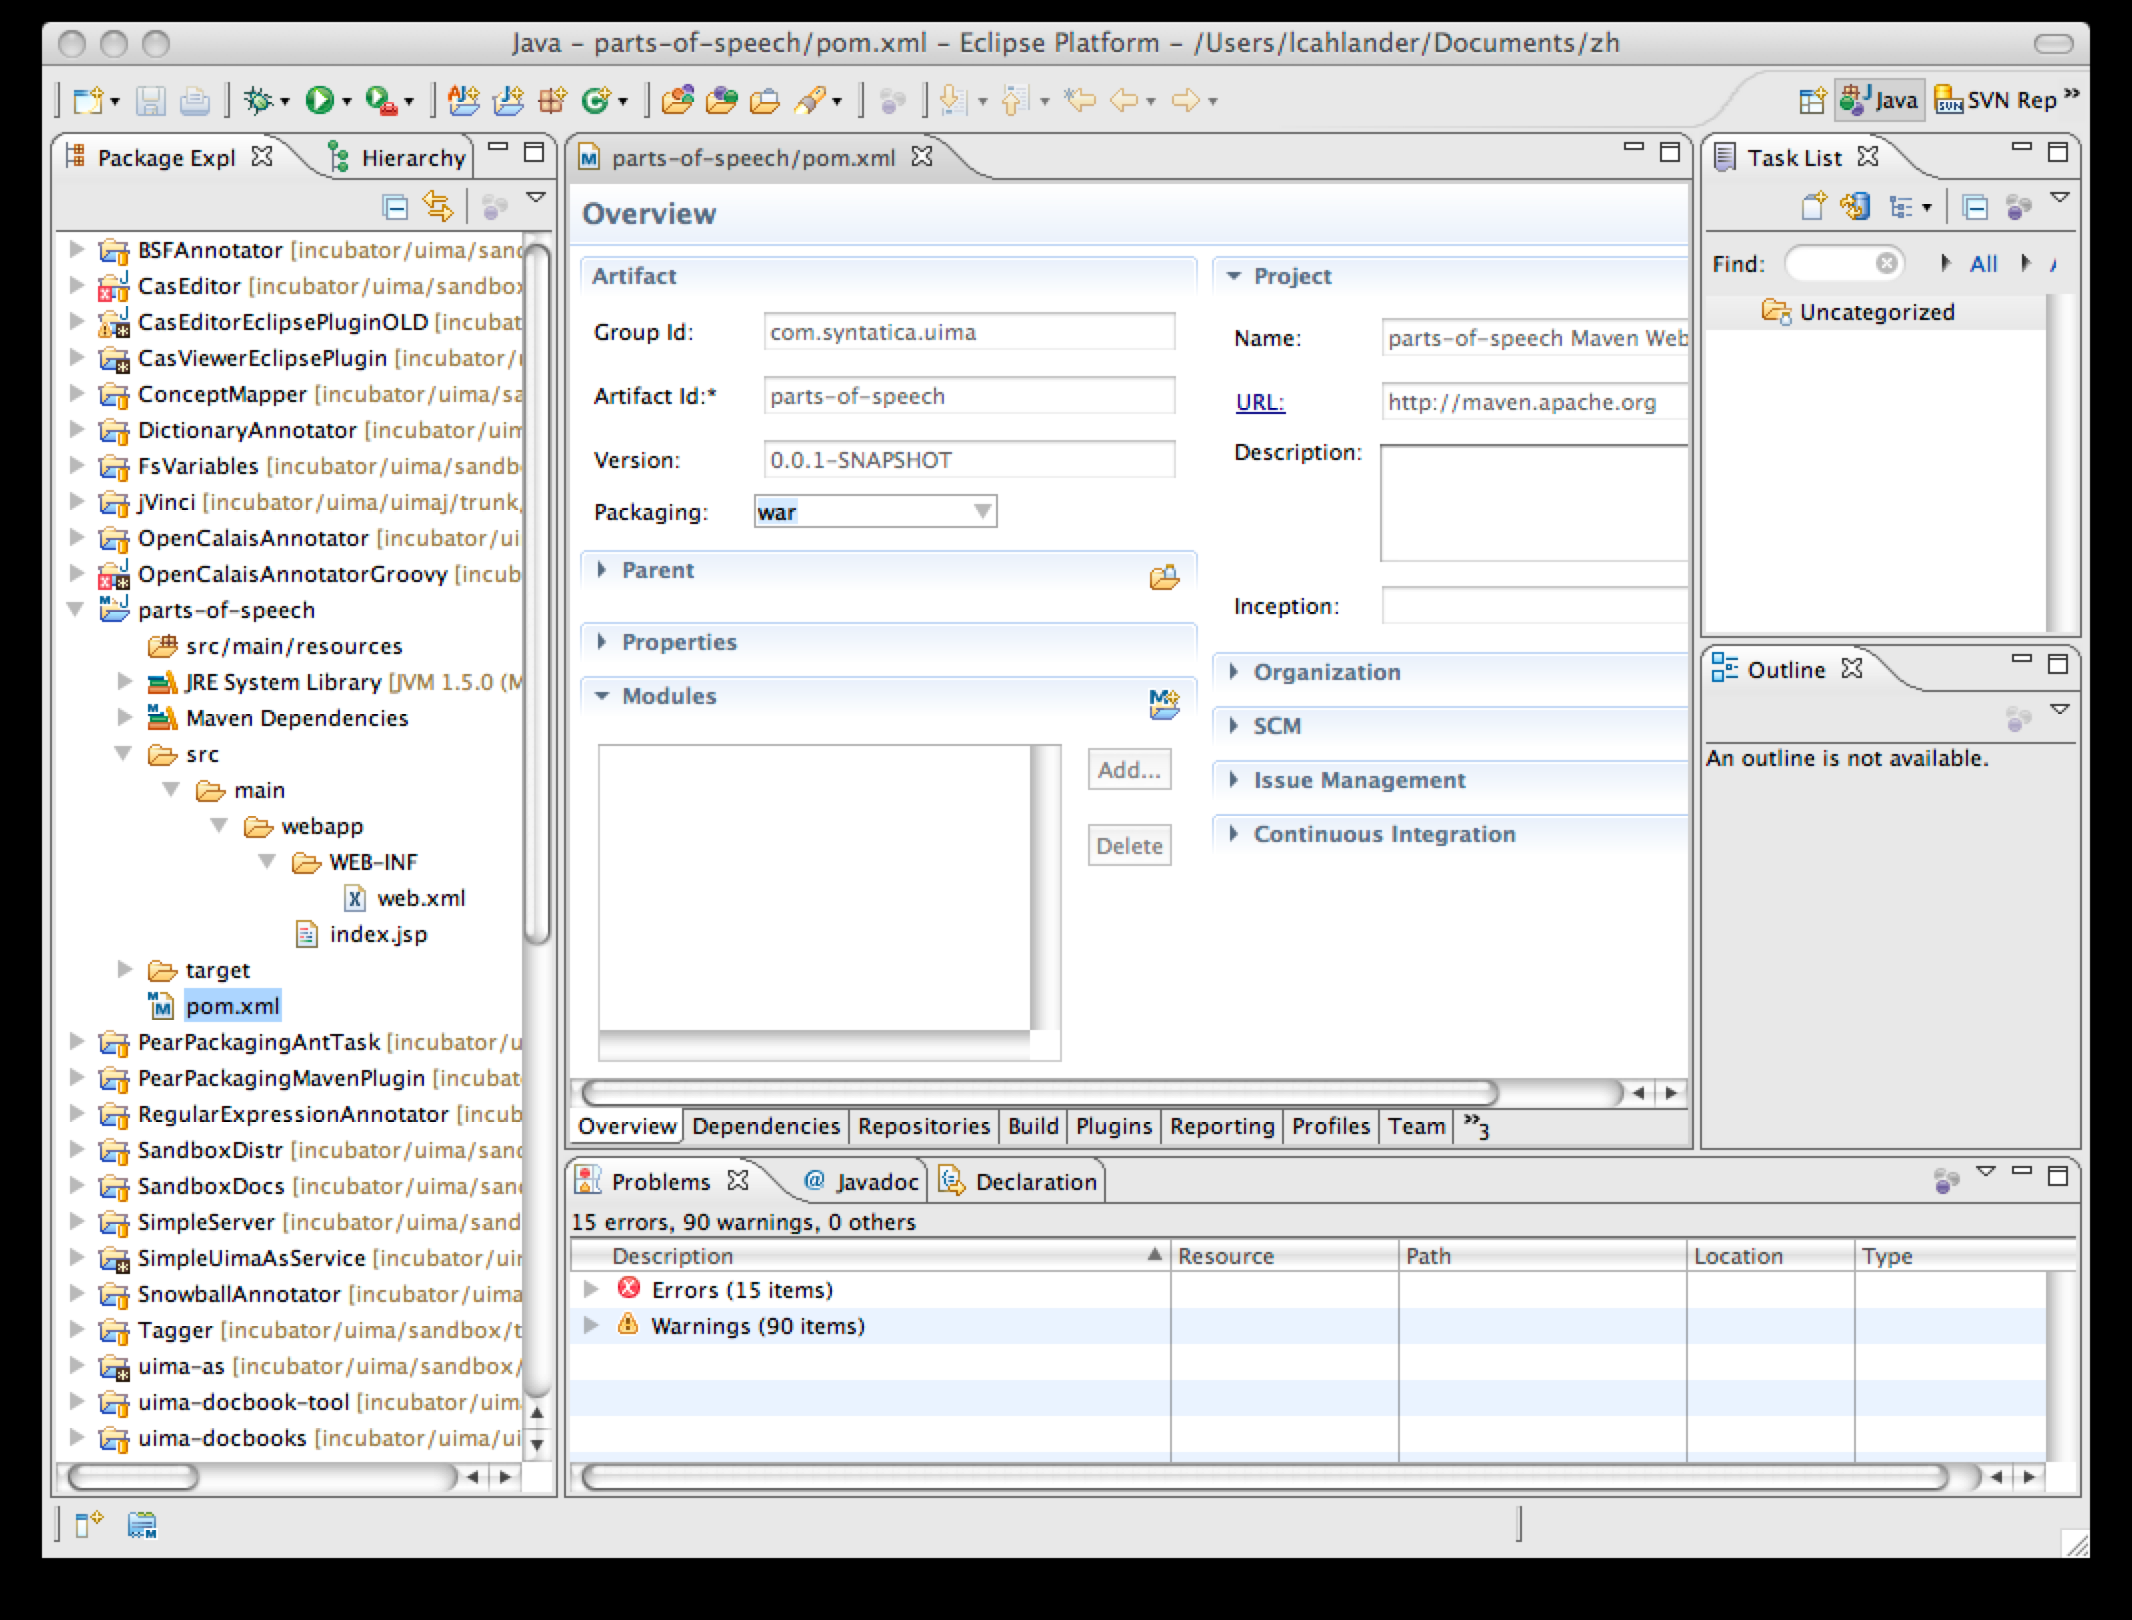 Java – parts-of-speech/pom.xml – Eclipse Platform – /Users/lcahlander/Documents/zh
Java
SVN Rep
Package Expl
Hierarchy
BSFAnnotator [incubator/uima/sand
CasEditor [incubator/uima/sandbox
CasEditorEclipsePluginOLD [incubat
CasViewerEclipsePlugin [incubator/
ConceptMapper [incubator/uima/sa
DictionaryAnnotator [incubator/uim
FsVariables [incubator/uima/sandb
jVinci [incubator/uima/uimaj/trunk,
OpenCalaisAnnotator [incubator/ui
OpenCalaisAnnotatorGroovy [incub
parts-of-speech
src/main/resources
JRE System Library [JVM 1.5.0 (M
Maven Dependencies
src
main
webapp
WEB-INF
web.xml
index.jsp
target
pom.xml
PearPackagingAntTask [incubator/u
PearPackagingMavenPlugin [incubat
RegularExpressionAnnotator [incub
SandboxDistr [incubator/uima/sand
SandboxDocs [incubator/uima/san
SimpleServer [incubator/uima/sand
SimpleUimaAsService [incubator/uir
SnowballAnnotator [incubator/uima
Tagger [incubator/uima/sandbox/t
uima-as [incubator/uima/sandbox/
uima-docbook-tool [incubator/uim
uima-docbooks [incubator/uima/ui
parts-of-speech/pom.xml
Overview
Artifact
Group Id: com.syntatica.uima
Artifact Id:* parts-of-speech
Version: 0.0.1-SNAPSHOT
Packaging: war
Parent
Properties
Modules
Add...
Delete
Project
Name: parts-of-speech Maven Web
URL: http://maven.apache.org
Description:
Inception:
Organization
SCM
Issue Management
Continuous Integration
Overview Dependencies Repositories Build Plugins Reporting Profiles Team »3
Task List
Find: All
Uncategorized
Outline
An outline is not available.
Problems @ Javadoc Declaration
15 errors, 90 warnings, 0 others
Description Resource Path Location Type
Errors (15 items)
Warnings (90 items)